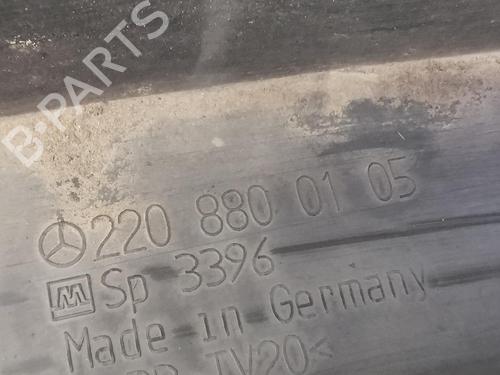 B-PARTS
220 880 01 05
M Sp 3396
Made in Germany
TV20<